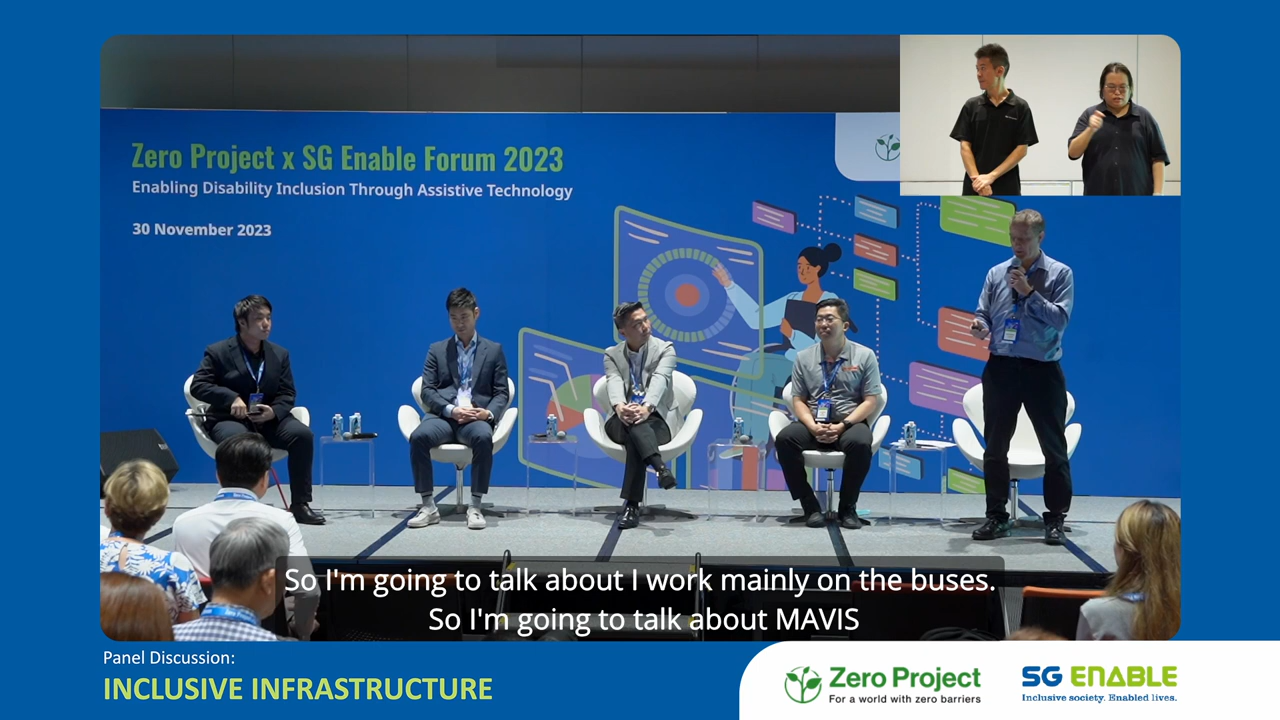 Zero Project x SG Enable Forum 2023
Enabling Disability Inclusion Through Assistive Technology
30 November 2023
So I'm going to talk about I work mainly on the buses.
So I'm going to talk about MAVIS
Panel Discussion:
INCLUSIVE INFRASTRUCTURE
Zero Project
For a world with zero barriers
SG ENABLE
Inclusive society. Enabled lives.